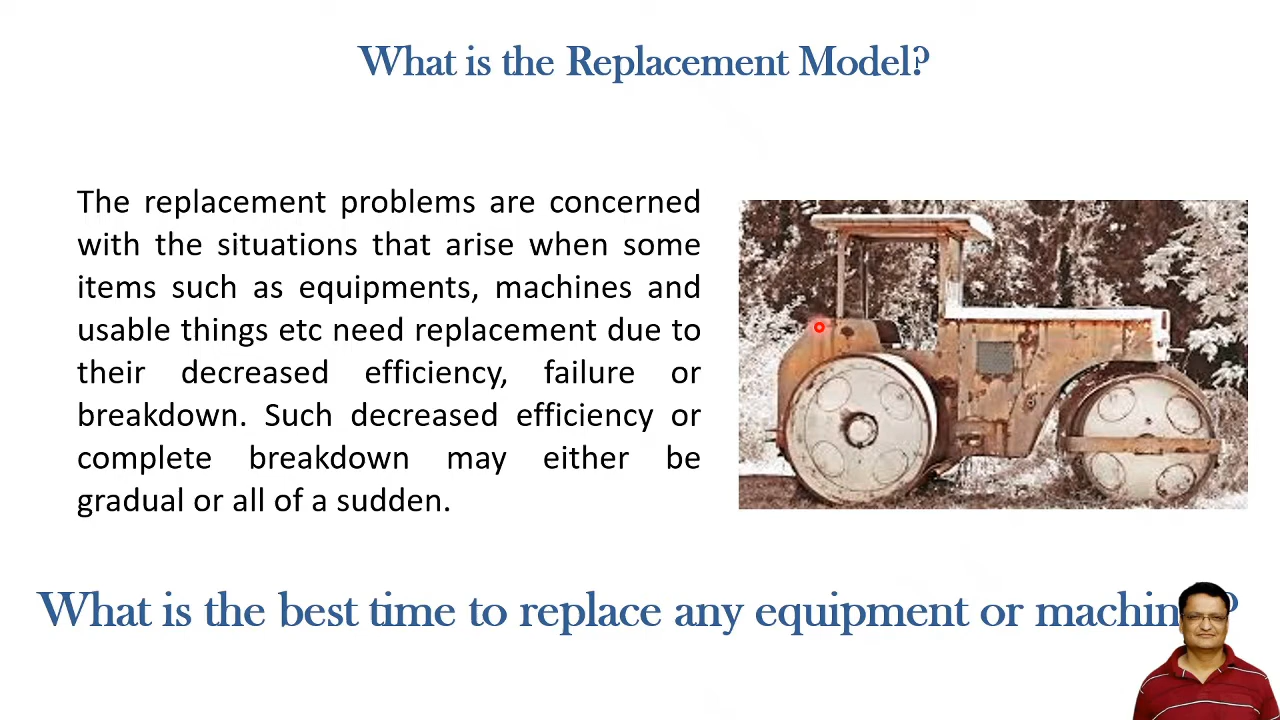 What is the Replacement Model?
The replacement problems are concerned
with the situations that arise when some
items such as equipments, machines and
usable things etc need replacement due to
their decreased efficiency, failure or
breakdown. Such decreased efficiency or
complete breakdown may either be
gradual or all of a sudden.
What is the best time to replace any equipment or machin ?